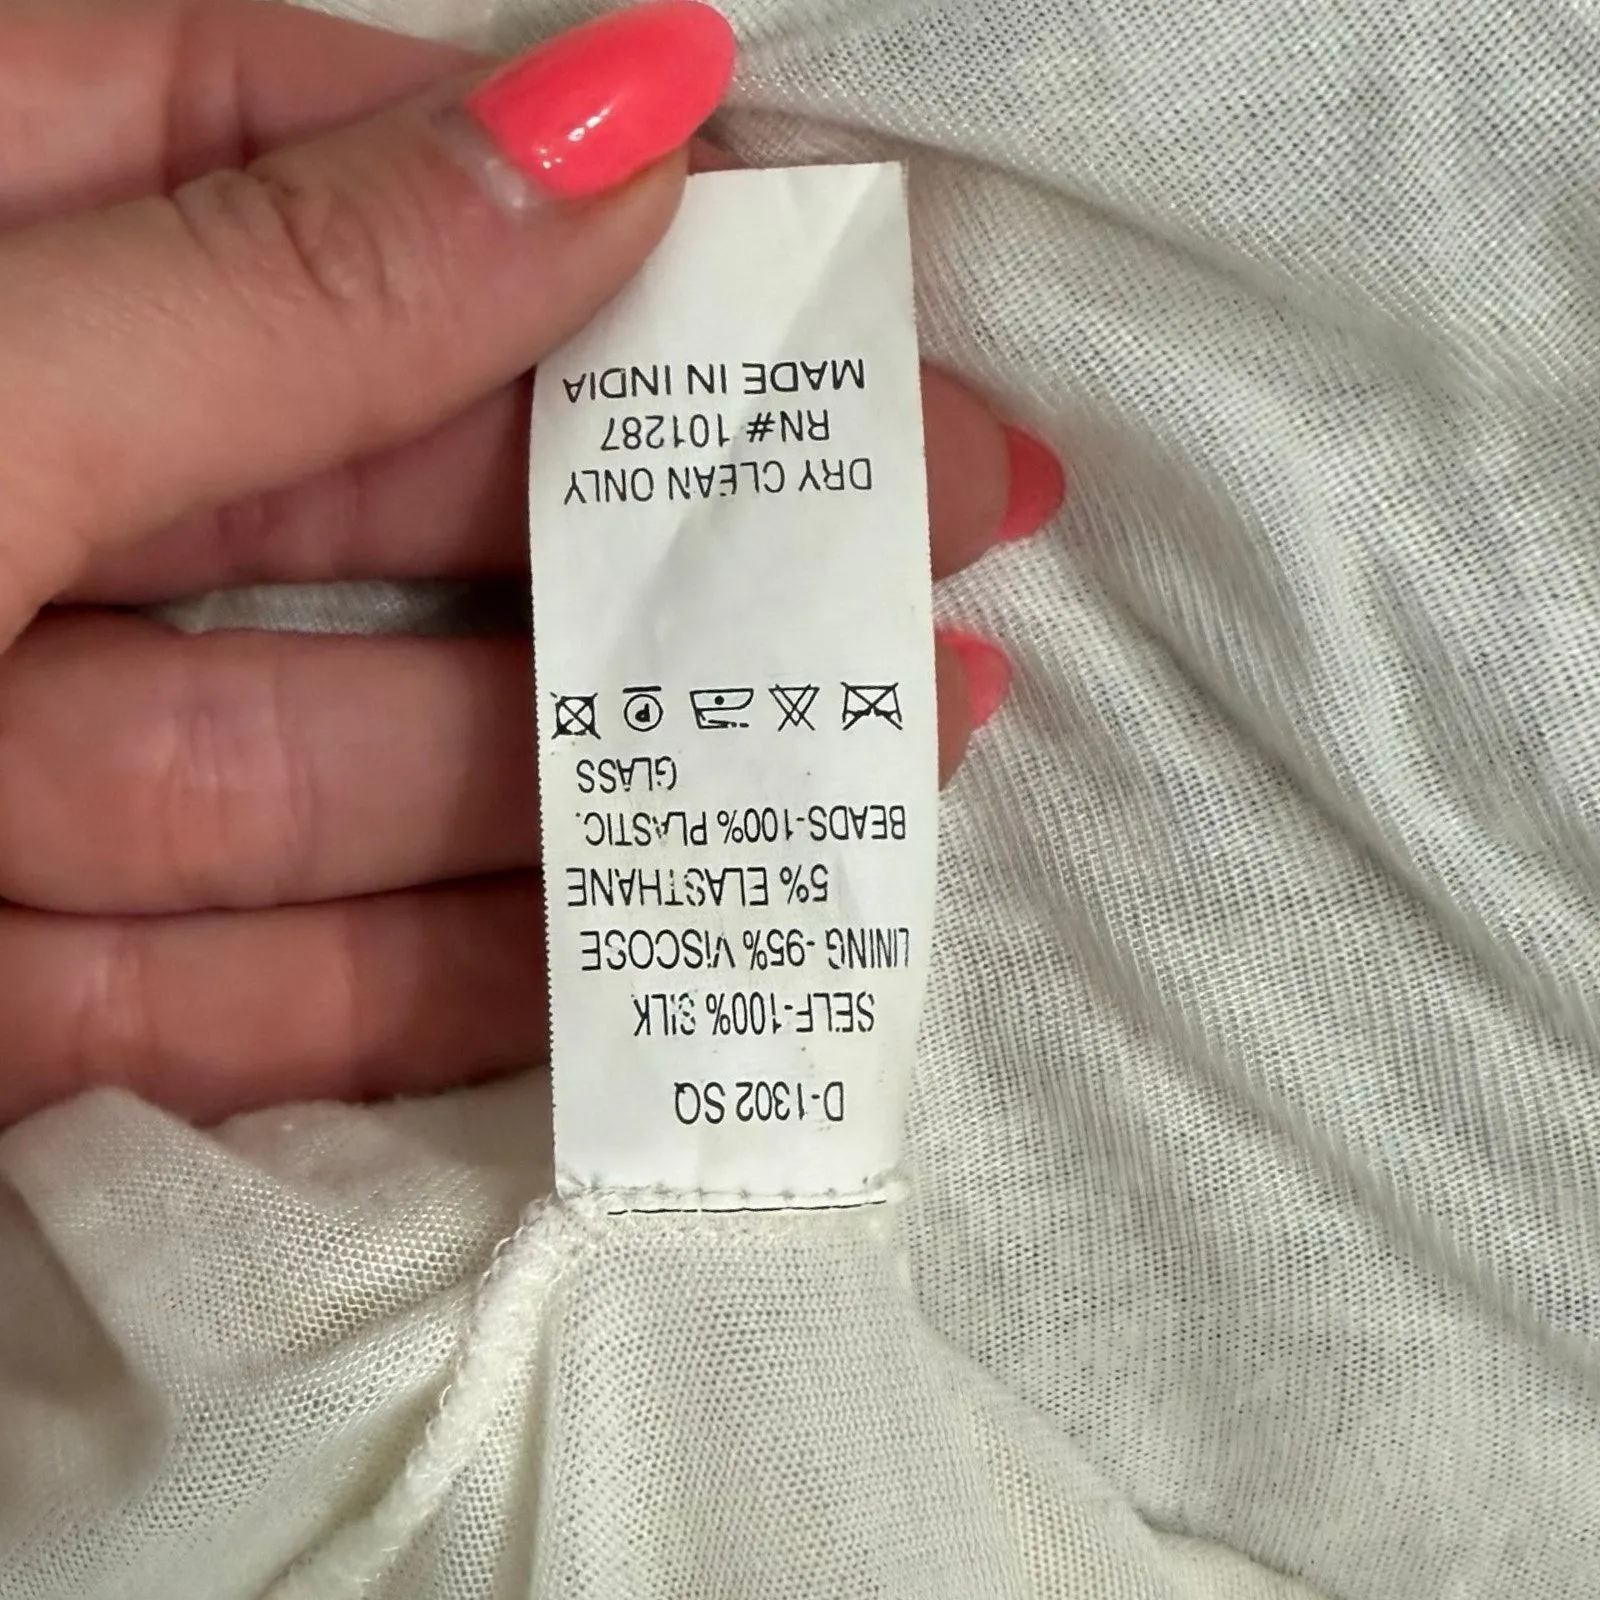 D-1302 SQ
SELF-100% SILK
LINING -95% VISCOSE
5% ELASTHANE
BEADS-100% PLASTIC.
GLASS
P
DRY CLEAN ONLY
RN# 101287
MADE IN INDIA